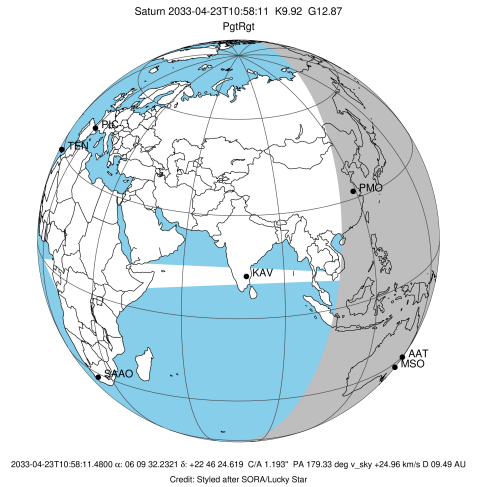 Saturn 2033-04-23T10:58:11 K9.92 G12.87
PgtRgt
PIC
TEN
PMO
KAV
AAT
MSO
SAAO
2033-04-23T10:58:11.4800 α: 06 09 32.2321 δ: +22 46 24.619 C/A 1.193" PA 179.33 deg v_sky +24.96 km/s D 09.49 AU
Credit: Styled after SORA/Lucky Star